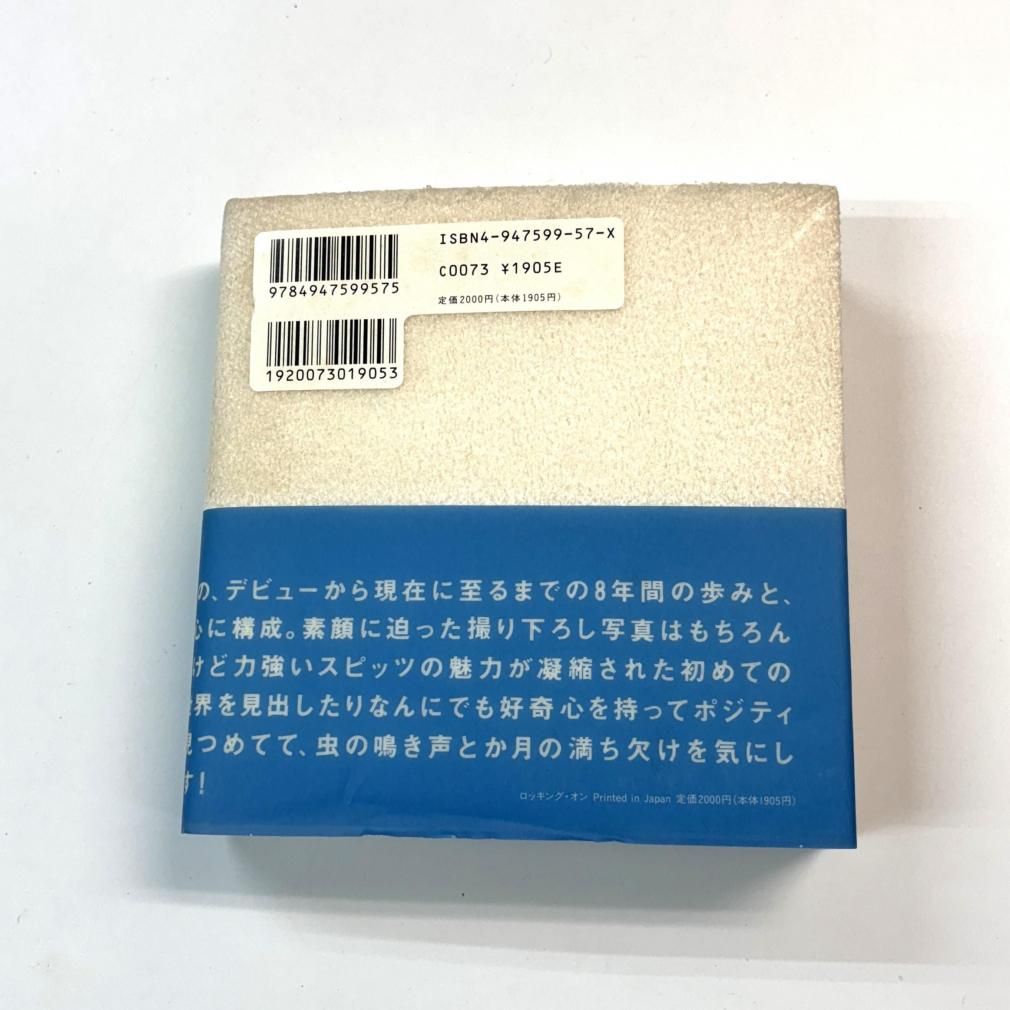 ISBN4-947599-57-X
9784947599575
C0073 ¥1905E
定価2000円(本体1905円)
1920073019053
の、デビューから現在に至るまでの8年間の歩みと、
心に構成。素顔に迫った撮り下ろし写真はもちろん
けど力強いスピッツの魅力が凝縮された初めての
界を見出したりなんにでも好奇心を持ってポジティ
見つめてて、虫の鳴き声とか月の満ち欠けを気にし
す!
ロッキング・オン Printed in Japan 定価2000円(本体1905円)